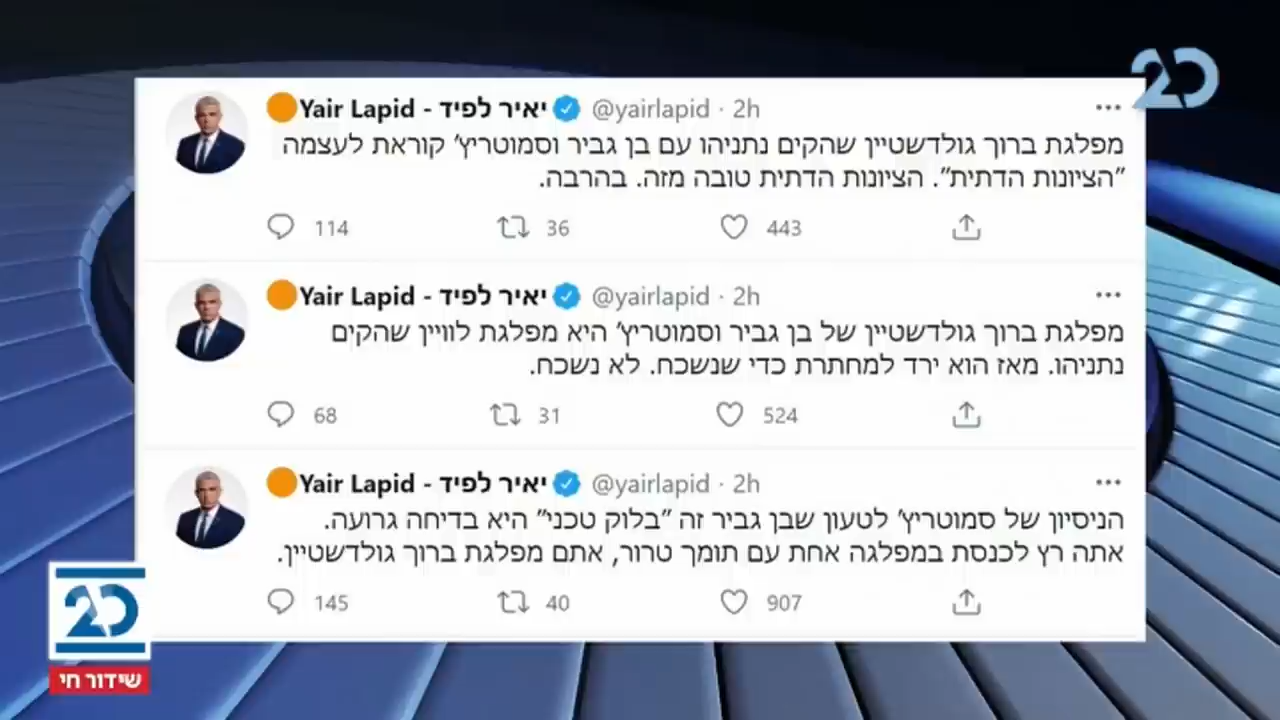 20
Yair Lapid - יאיר לפיד @yairlapid · 2h
מפלגת ברוך גולדשטיין שהקים נתניהו עם בן גביר וסמוטריץ' קוראת לעצמה
"הציונות הדתית". הציונות הדתית טובה מזה. בהרבה.
114 36 443
Yair Lapid - יאיר לפיד @yairlapid · 2h
מפלגת ברוך גולדשטיין של בן גביר וסמוטריץ' היא מפלגת לוויין שהקים
נתניהו. מאז הוא ירד למחתרת כדי שנשכח. לא נשכח.
68 31 524
Yair Lapid - יאיר לפיד @yairlapid · 2h
הניסיון של סמוטריץ' לטעון שבן גביר זה "בלוק טכני" היא בדיחה גרועה.
אתה רץ לכנסת במפלגה אחת עם תומך טרור, אתם מפלגת ברוך גולדשטיין.
145 40 907
20
שידור חי